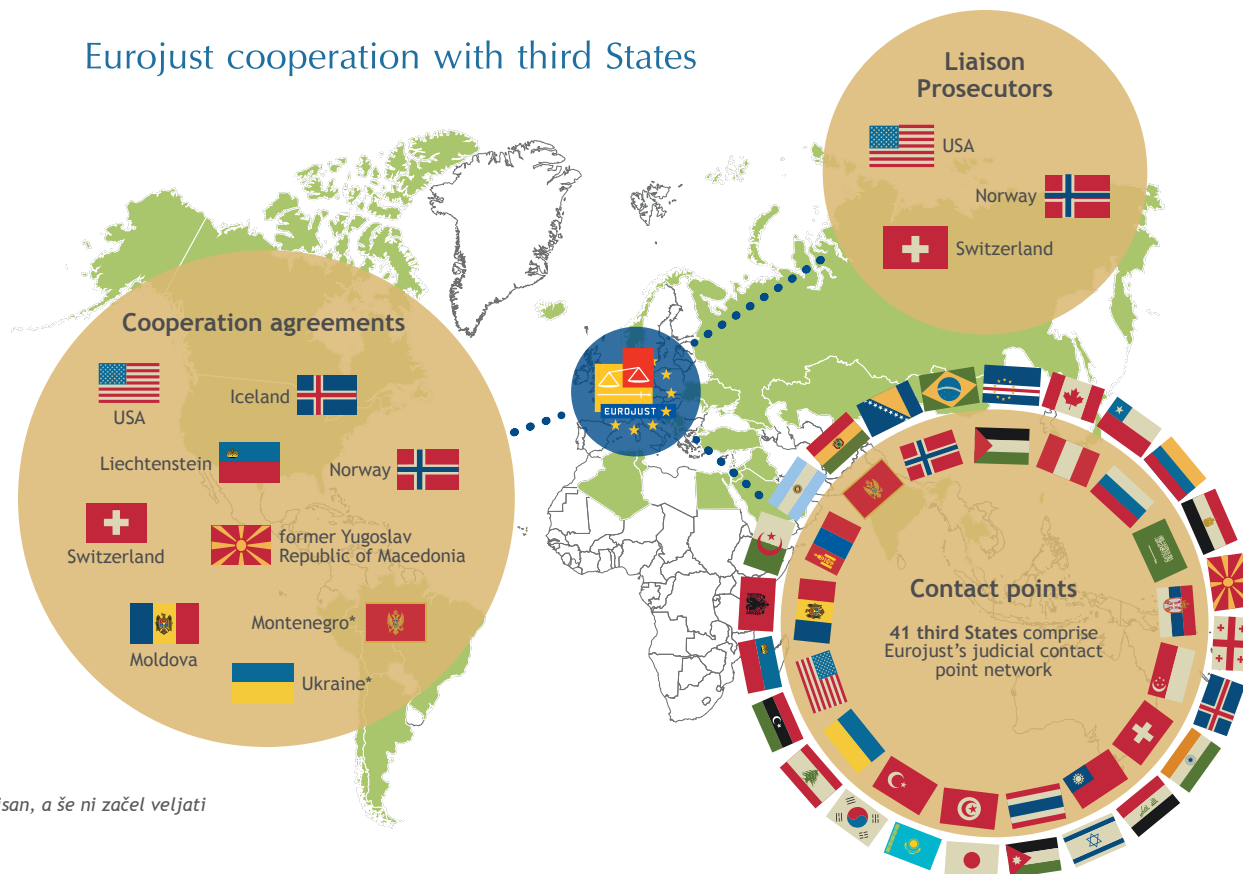 Eurojust cooperation with third States
Liaison
Prosecutors
USA
Norway
Switzerland
Cooperation agreements
USA
Iceland
Liechtenstein
Norway
Switzerland
former Yugoslav
Republic of Macedonia
Montenegro*
Moldova
Ukraine*
EUROJUST
Contact points
41 third States comprise
Eurojust's judicial contact
point network
a še ni začel veljati